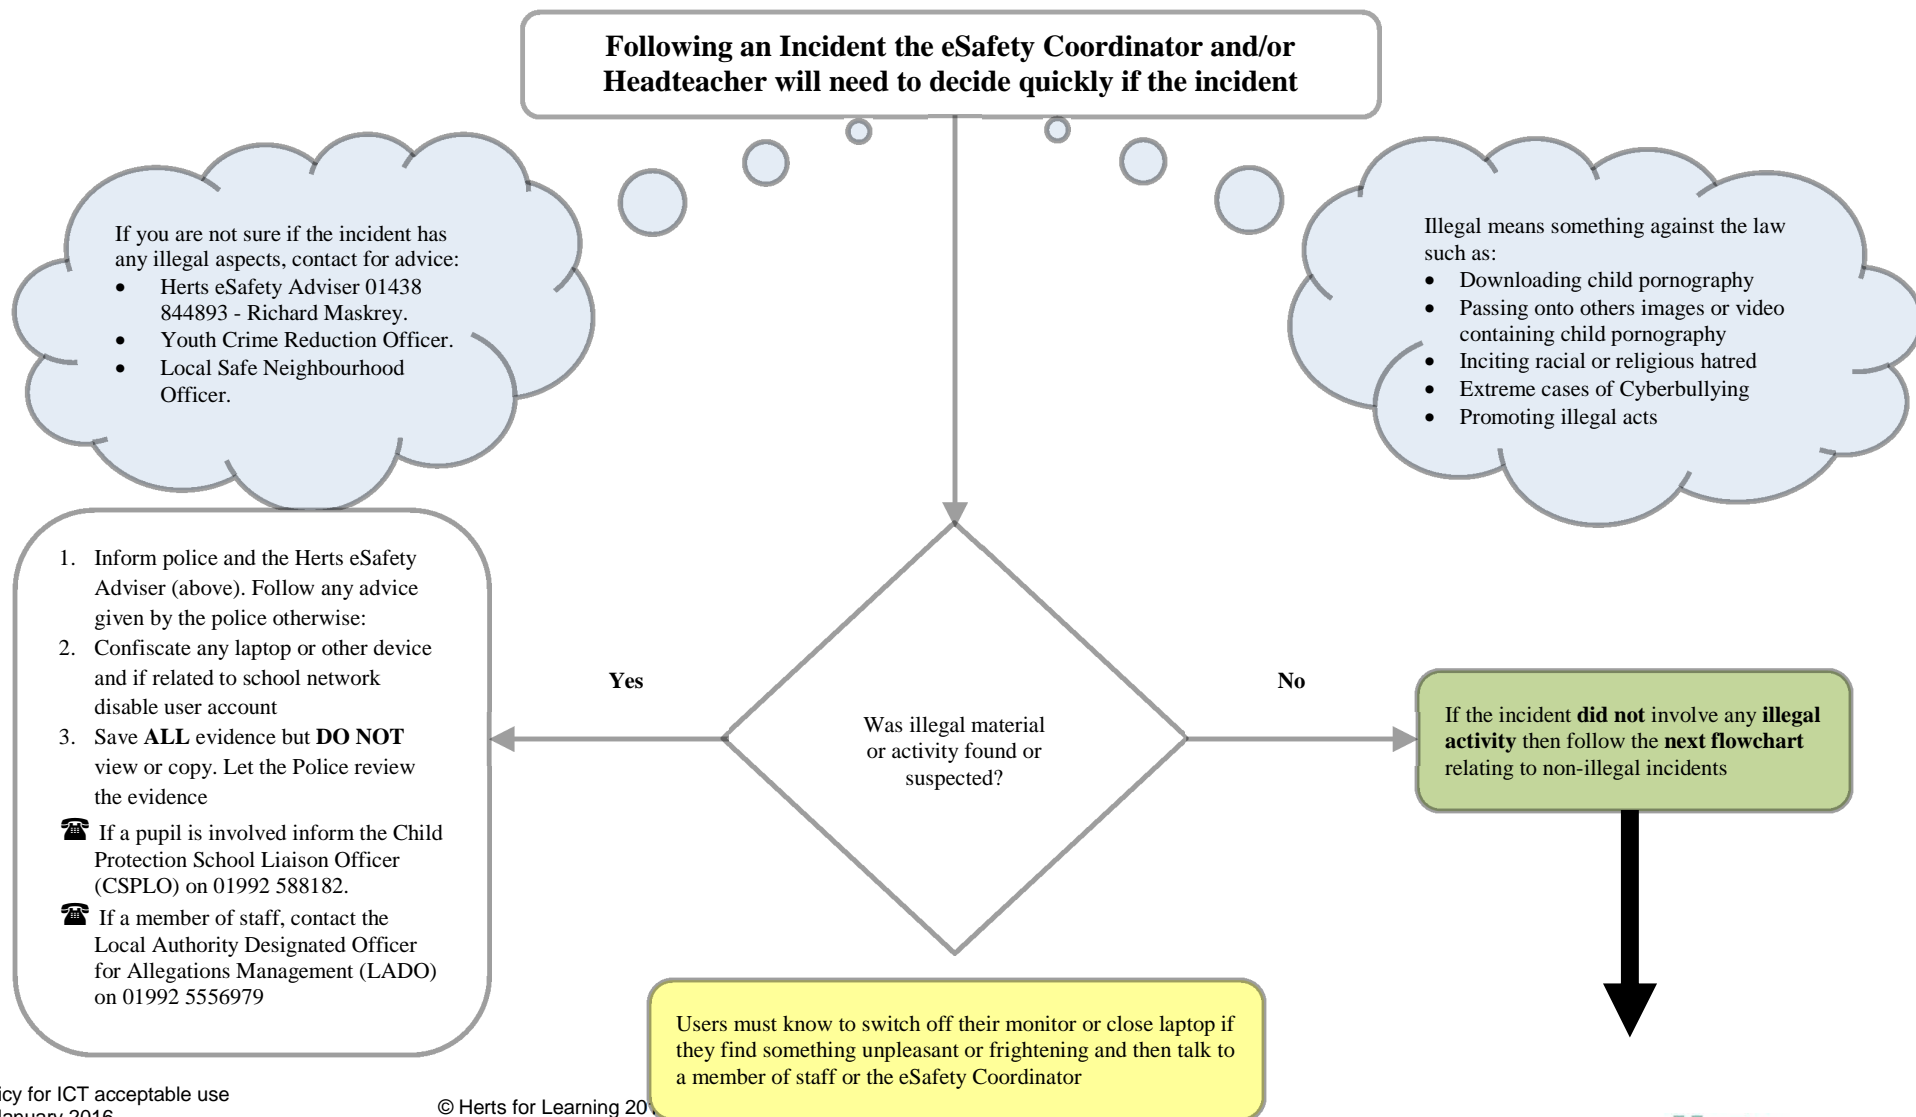 Following an Incident the eSafety Coordinator and/or
Headteacher will need to decide quickly if the incident
If you are not sure if the incident has
any illegal aspects, contact for advice:
• Herts eSafety Adviser 01438
844893 - Richard Maskrey.
• Youth Crime Reduction Officer.
• Local Safe Neighbourhood
Officer.
Illegal means something against the law
such as:
• Downloading child pornography
• Passing onto others images or video
containing child pornography
• Inciting racial or religious hatred
• Extreme cases of Cyberbullying
• Promoting illegal acts
1. Inform police and the Herts eSafety
Adviser (above). Follow any advice
given by the police otherwise:
2. Confiscate any laptop or other device
and if related to school network
disable user account
3. Save ALL evidence but DO NOT
view or copy. Let the Police review
the evidence
☎ If a pupil is involved inform the Child
Protection School Liaison Officer
(CSPLO) on 01992 588182.
☎ If a member of staff, contact the
Local Authority Designated Officer
for Allegations Management (LADO)
on 01992 5556979
Yes
Was illegal material
or activity found or
suspected?
No
If the incident did not involve any illegal
activity then follow the next flowchart
relating to non-illegal incidents
Users must know to switch off their monitor or close laptop if
they find something unpleasant or frightening and then talk to
a member of staff or the eSafety Coordinator
for ICT acceptable use
2016
© Herts for Learning